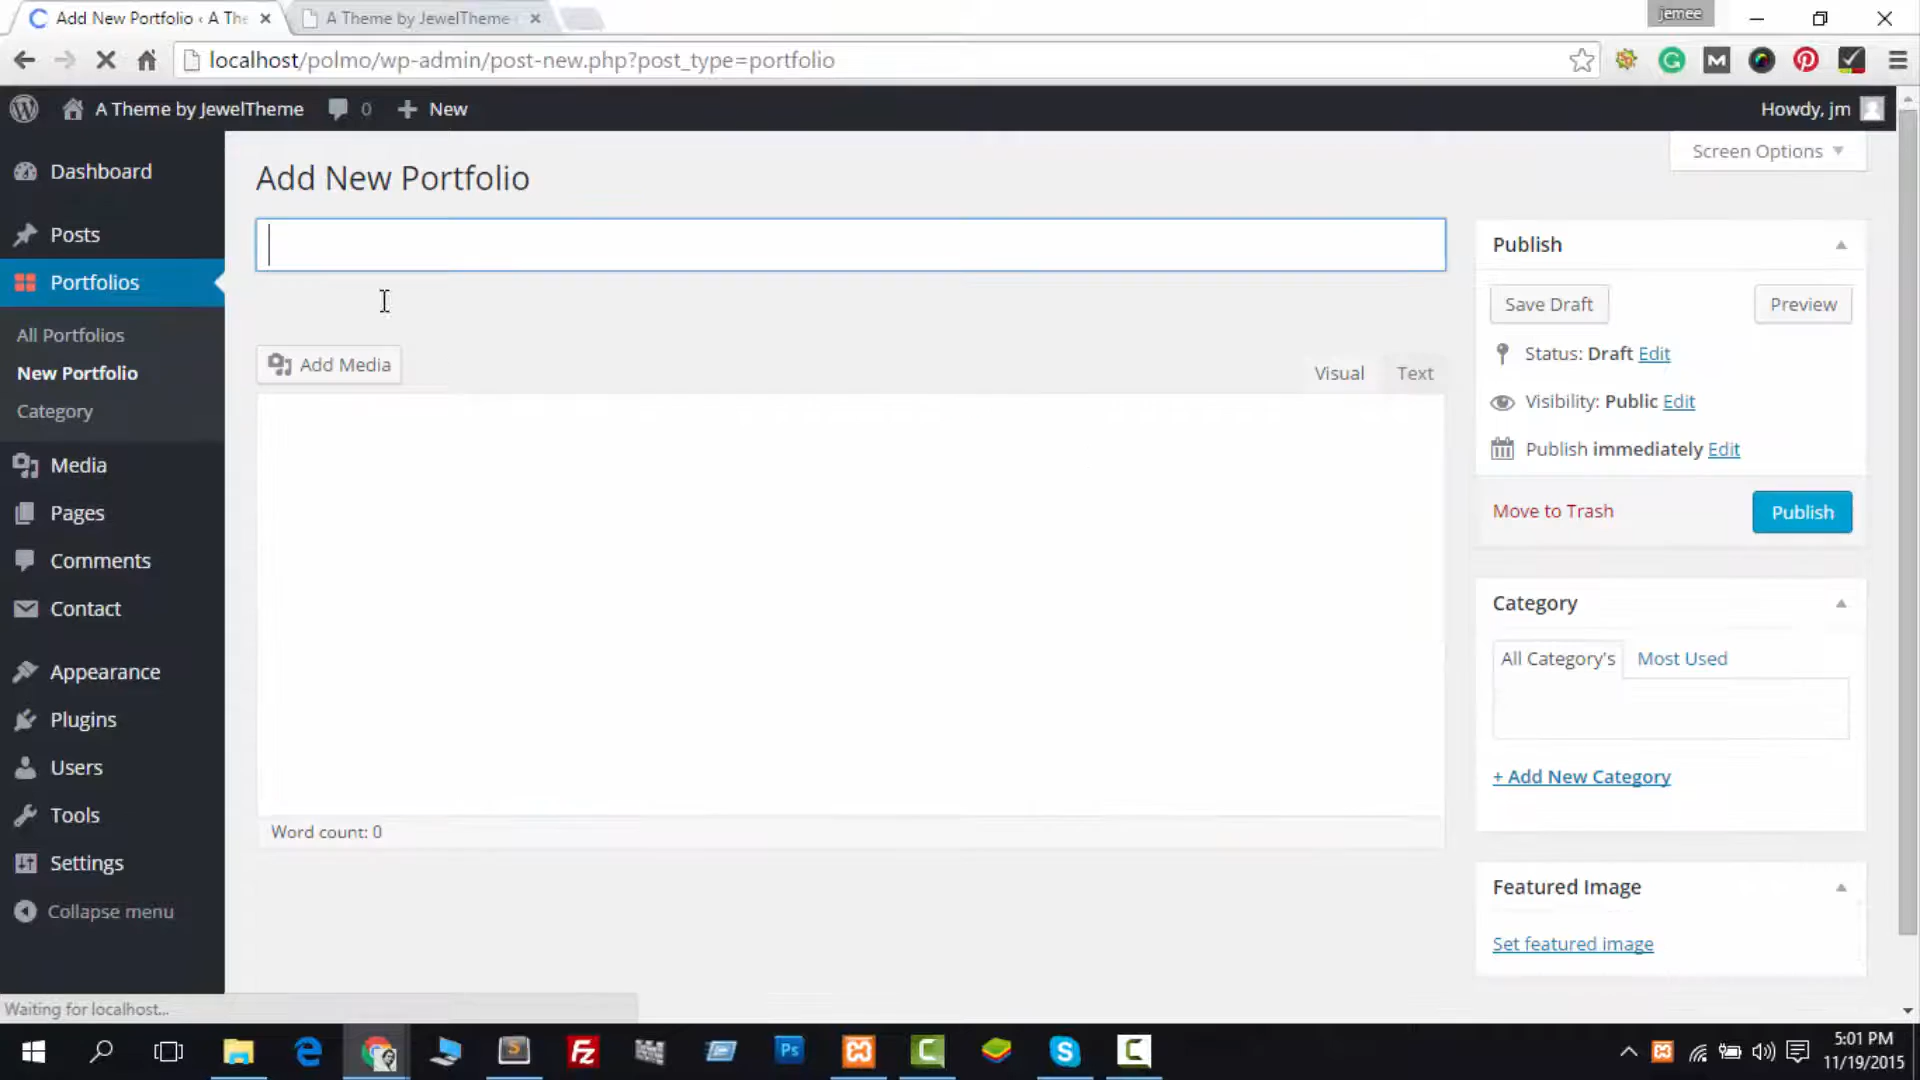 Add New Portfolio ‹ A The
A Theme by JewelTheme
jemee
localhost/polmo/wp-admin/post-new.php?post_type=portfolio
A Theme by JewelTheme
0
New
Howdy, jm
Screen Options
Dashboard
Posts
Portfolios
All Portfolios
New Portfolio
Category
Media
Pages
Comments
Contact
Appearance
Plugins
Users
Tools
Settings
Collapse menu
Add New Portfolio
Add Media
Visual
Text
Word count: 0
Publish
Save Draft
Preview
Status: Draft Edit
Visibility: Public Edit
Publish immediately Edit
Move to Trash
Publish
Category
All Category's
Most Used
+ Add New Category
Featured Image
Set featured image
Waiting for localhost...
5:01 PM
11/19/2015